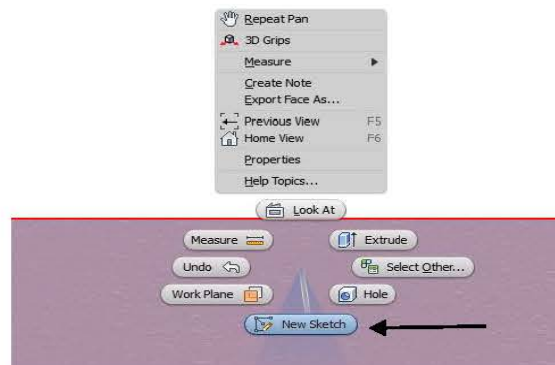 Repeat Pan
3D Grips
Measure
Create Note
Export Face As...
Previous View F5
Home View F6
Properties
Help Topics...
Look At
Measure
Extrude
Undo
Select Other...
Work Plane
Hole
New Sketch